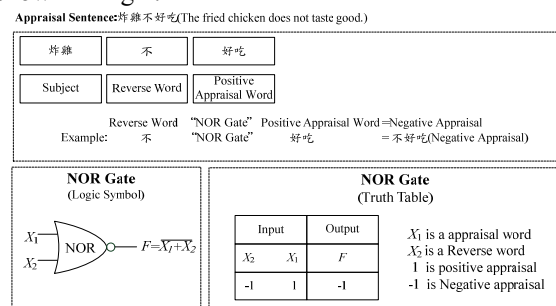 Appraisal Sentence:炸雞不好吃(The fried chicken does not taste good.)
炸雞 不 好吃
Subject Reverse Word Positive Appraisal Word
Reverse Word “NOR Gate” Positive Appraisal Word=Negative Appraisal
Example: 不 “NOR Gate” 好吃 =不好吃(Negative Appraisal)
NOR Gate
(Logic Symbol)
X1
X2
NOR
F=X1+X2
NOR Gate
(Truth Table)
Input Output
X2 X1 F
-1 1 -1
X1 is a appraisal word
X2 is a Reverse word
1 is positive appraisal
-1 is Negative appraisal